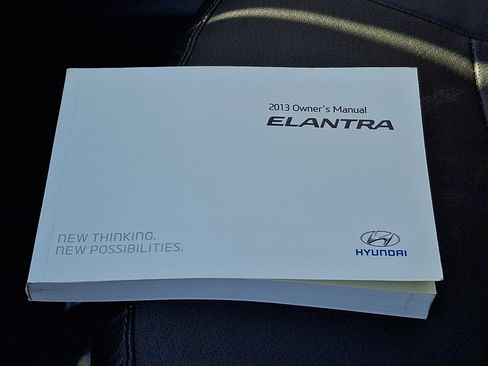 2013 Owner's Manual
ELANTRA
NEW THINKING.
NEW POSSIBILITIES.
HYUNDAI